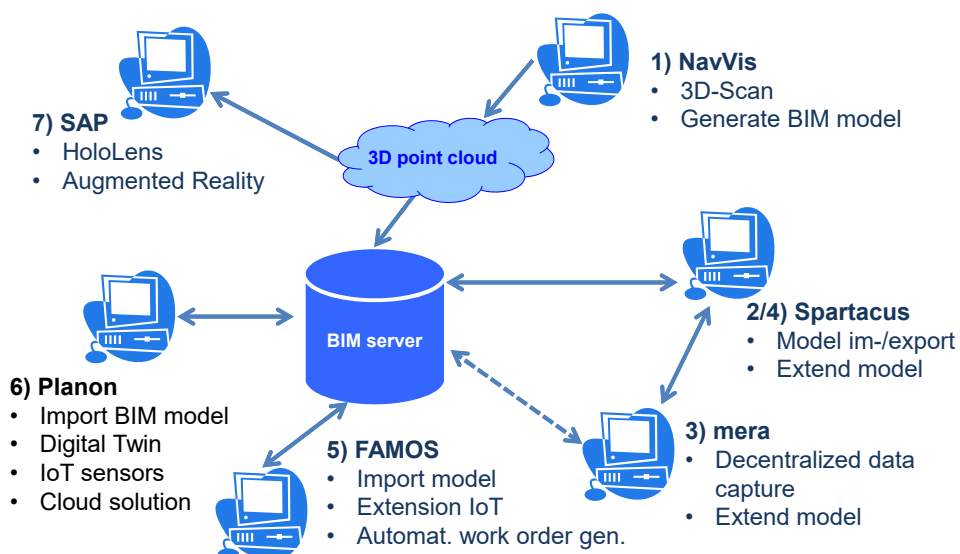 1) NavVis
• 3D-Scan
• Generate BIM model
7) SAP
• HoloLens
• Augmented Reality
3D point cloud
BIM server
2/4) Spartacus
• Model im-/export
• Extend model
6) Planon
• Import BIM model
• Digital Twin
• IoT sensors
• Cloud solution
5) FAMOS
• Import model
• Extension IoT
• Automat. work order gen.
3) mera
• Decentralized data
capture
• Extend model